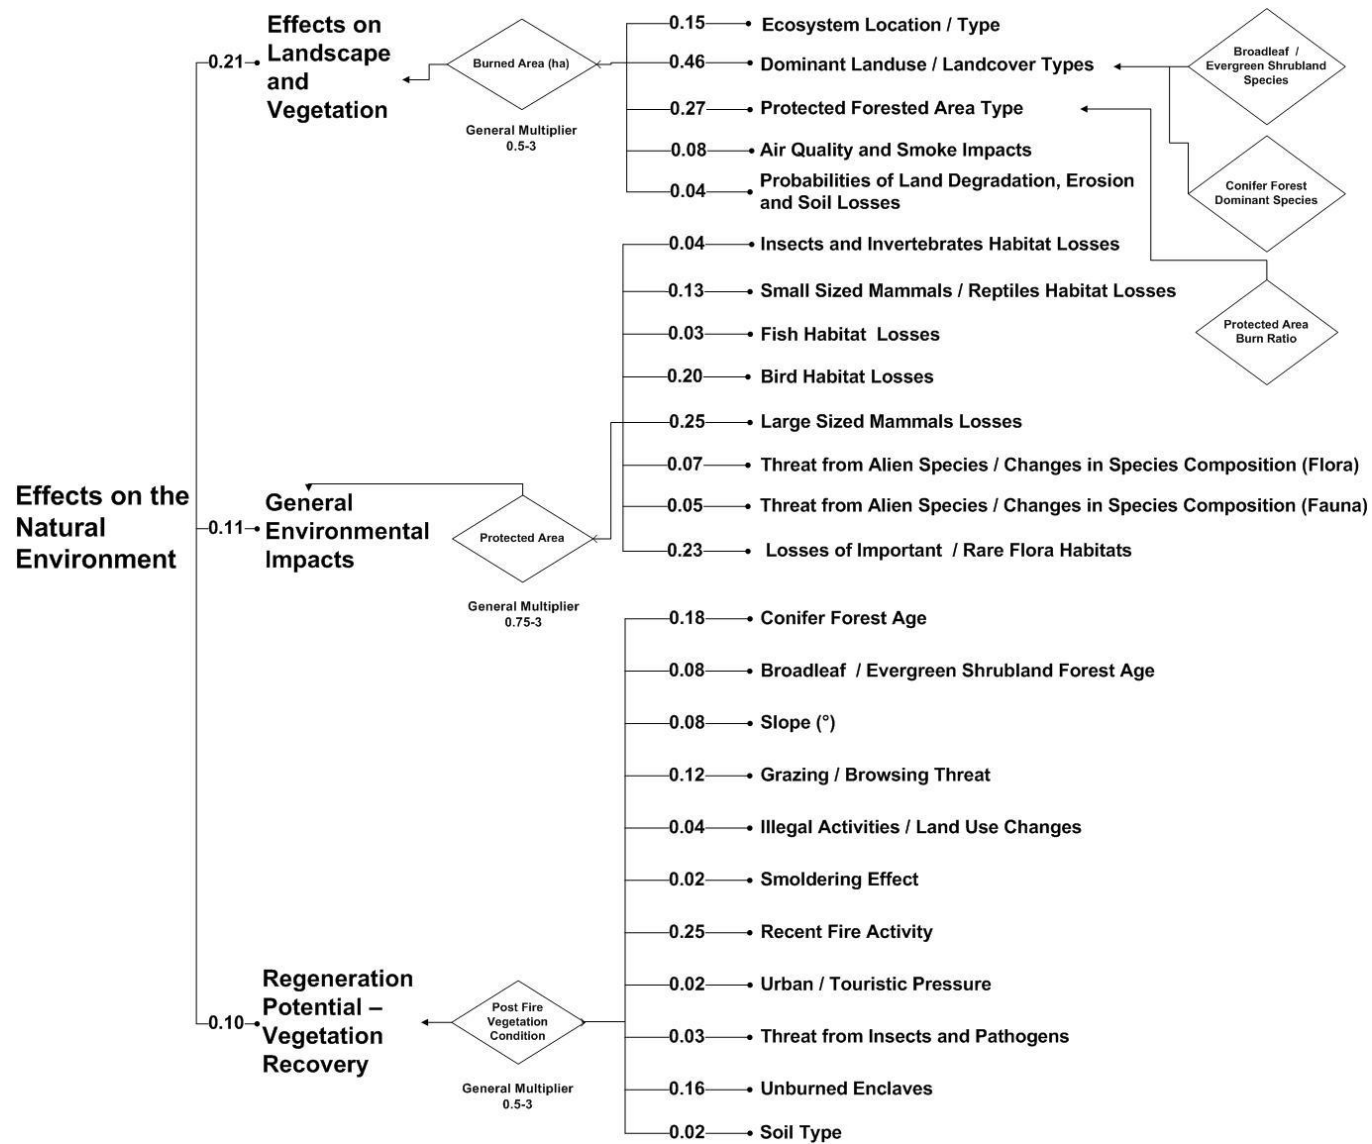 Effects on the
Natural
Environment
0.21
Effects on
Landscape
and
Vegetation
Burned Area (ha)
General Multiplier
0.5-3
0.15
Ecosystem Location / Type
0.46
Dominant Landuse / Landcover Types
0.27
Protected Forested Area Type
0.08
Air Quality and Smoke Impacts
0.04
Probabilities of Land Degradation, Erosion
and Soil Losses
Broadleaf /
Evergreen Shrubland
Species
Conifer Forest
Dominant Species
Protected Area
Burn Ratio
0.11
General
Environmental
Impacts
Protected Area
General Multiplier
0.75-3
0.04
Insects and Invertebrates Habitat Losses
0.13
Small Sized Mammals / Reptiles Habitat Losses
0.03
Fish Habitat Losses
0.20
Bird Habitat Losses
0.25
Large Sized Mammals Losses
0.07
Threat from Alien Species / Changes in Species Composition (Flora)
0.05
Threat from Alien Species / Changes in Species Composition (Fauna)
0.23
Losses of Important / Rare Flora Habitats
0.10
Regeneration
Potential –
Vegetation
Recovery
Post Fire
Vegetation
Condition
General Multiplier
0.5-3
0.18
Conifer Forest Age
0.08
Broadleaf / Evergreen Shrubland Forest Age
0.08
Slope (°)
0.12
Grazing / Browsing Threat
0.04
Illegal Activities / Land Use Changes
0.02
Smoldering Effect
0.25
Recent Fire Activity
0.02
Urban / Touristic Pressure
0.03
Threat from Insects and Pathogens
0.16
Unburned Enclaves
0.02
Soil Type